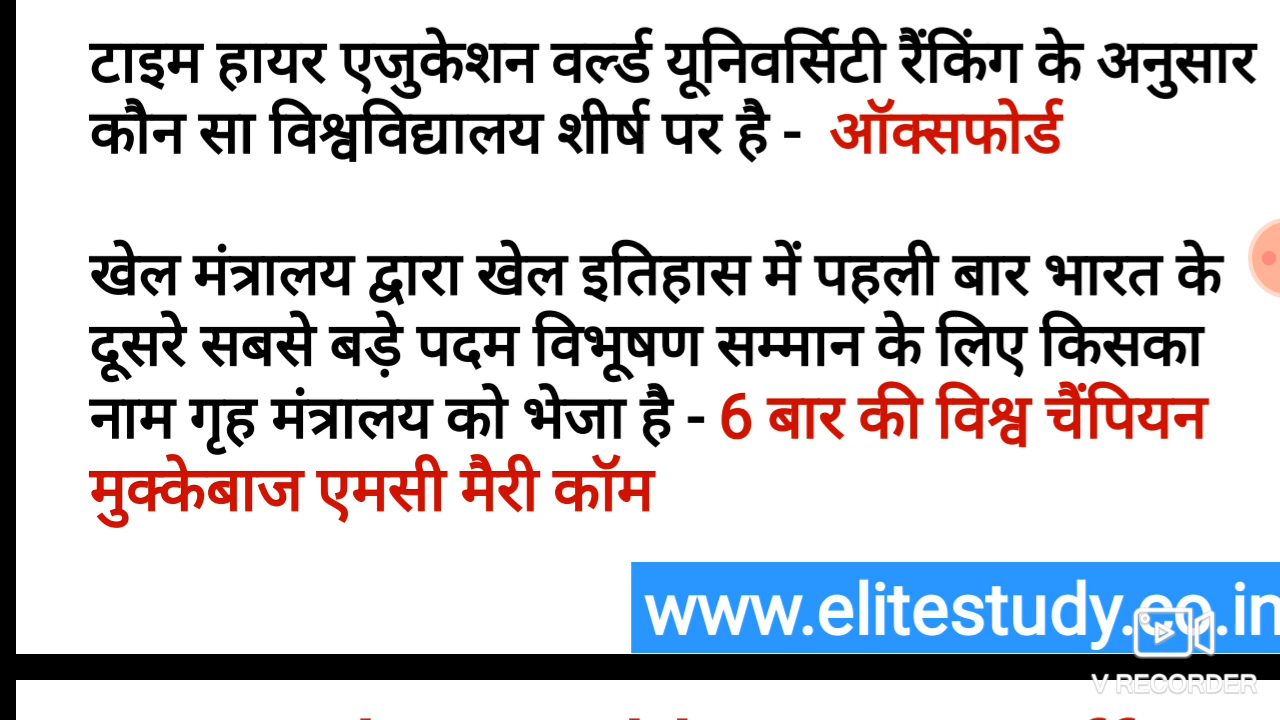 टाइम हायर एजुकेशन वर्ल्ड यूनिवर्सिटी रैंकिंग के अनुसार
कौन सा विश्वविद्यालय शीर्ष पर है - ऑक्सफोर्ड
खेल मंत्रालय द्वारा खेल इतिहास में पहली बार भारत के
दूसरे सबसे बड़े पदम विभूषण सम्मान के लिए किसका
नाम गृह मंत्रालय को भेजा है - 6 बार की विश्व चैंपियन
मुक्केबाज एमसी मैरी कॉम
www.elitestudy.co.in
V RECORDER